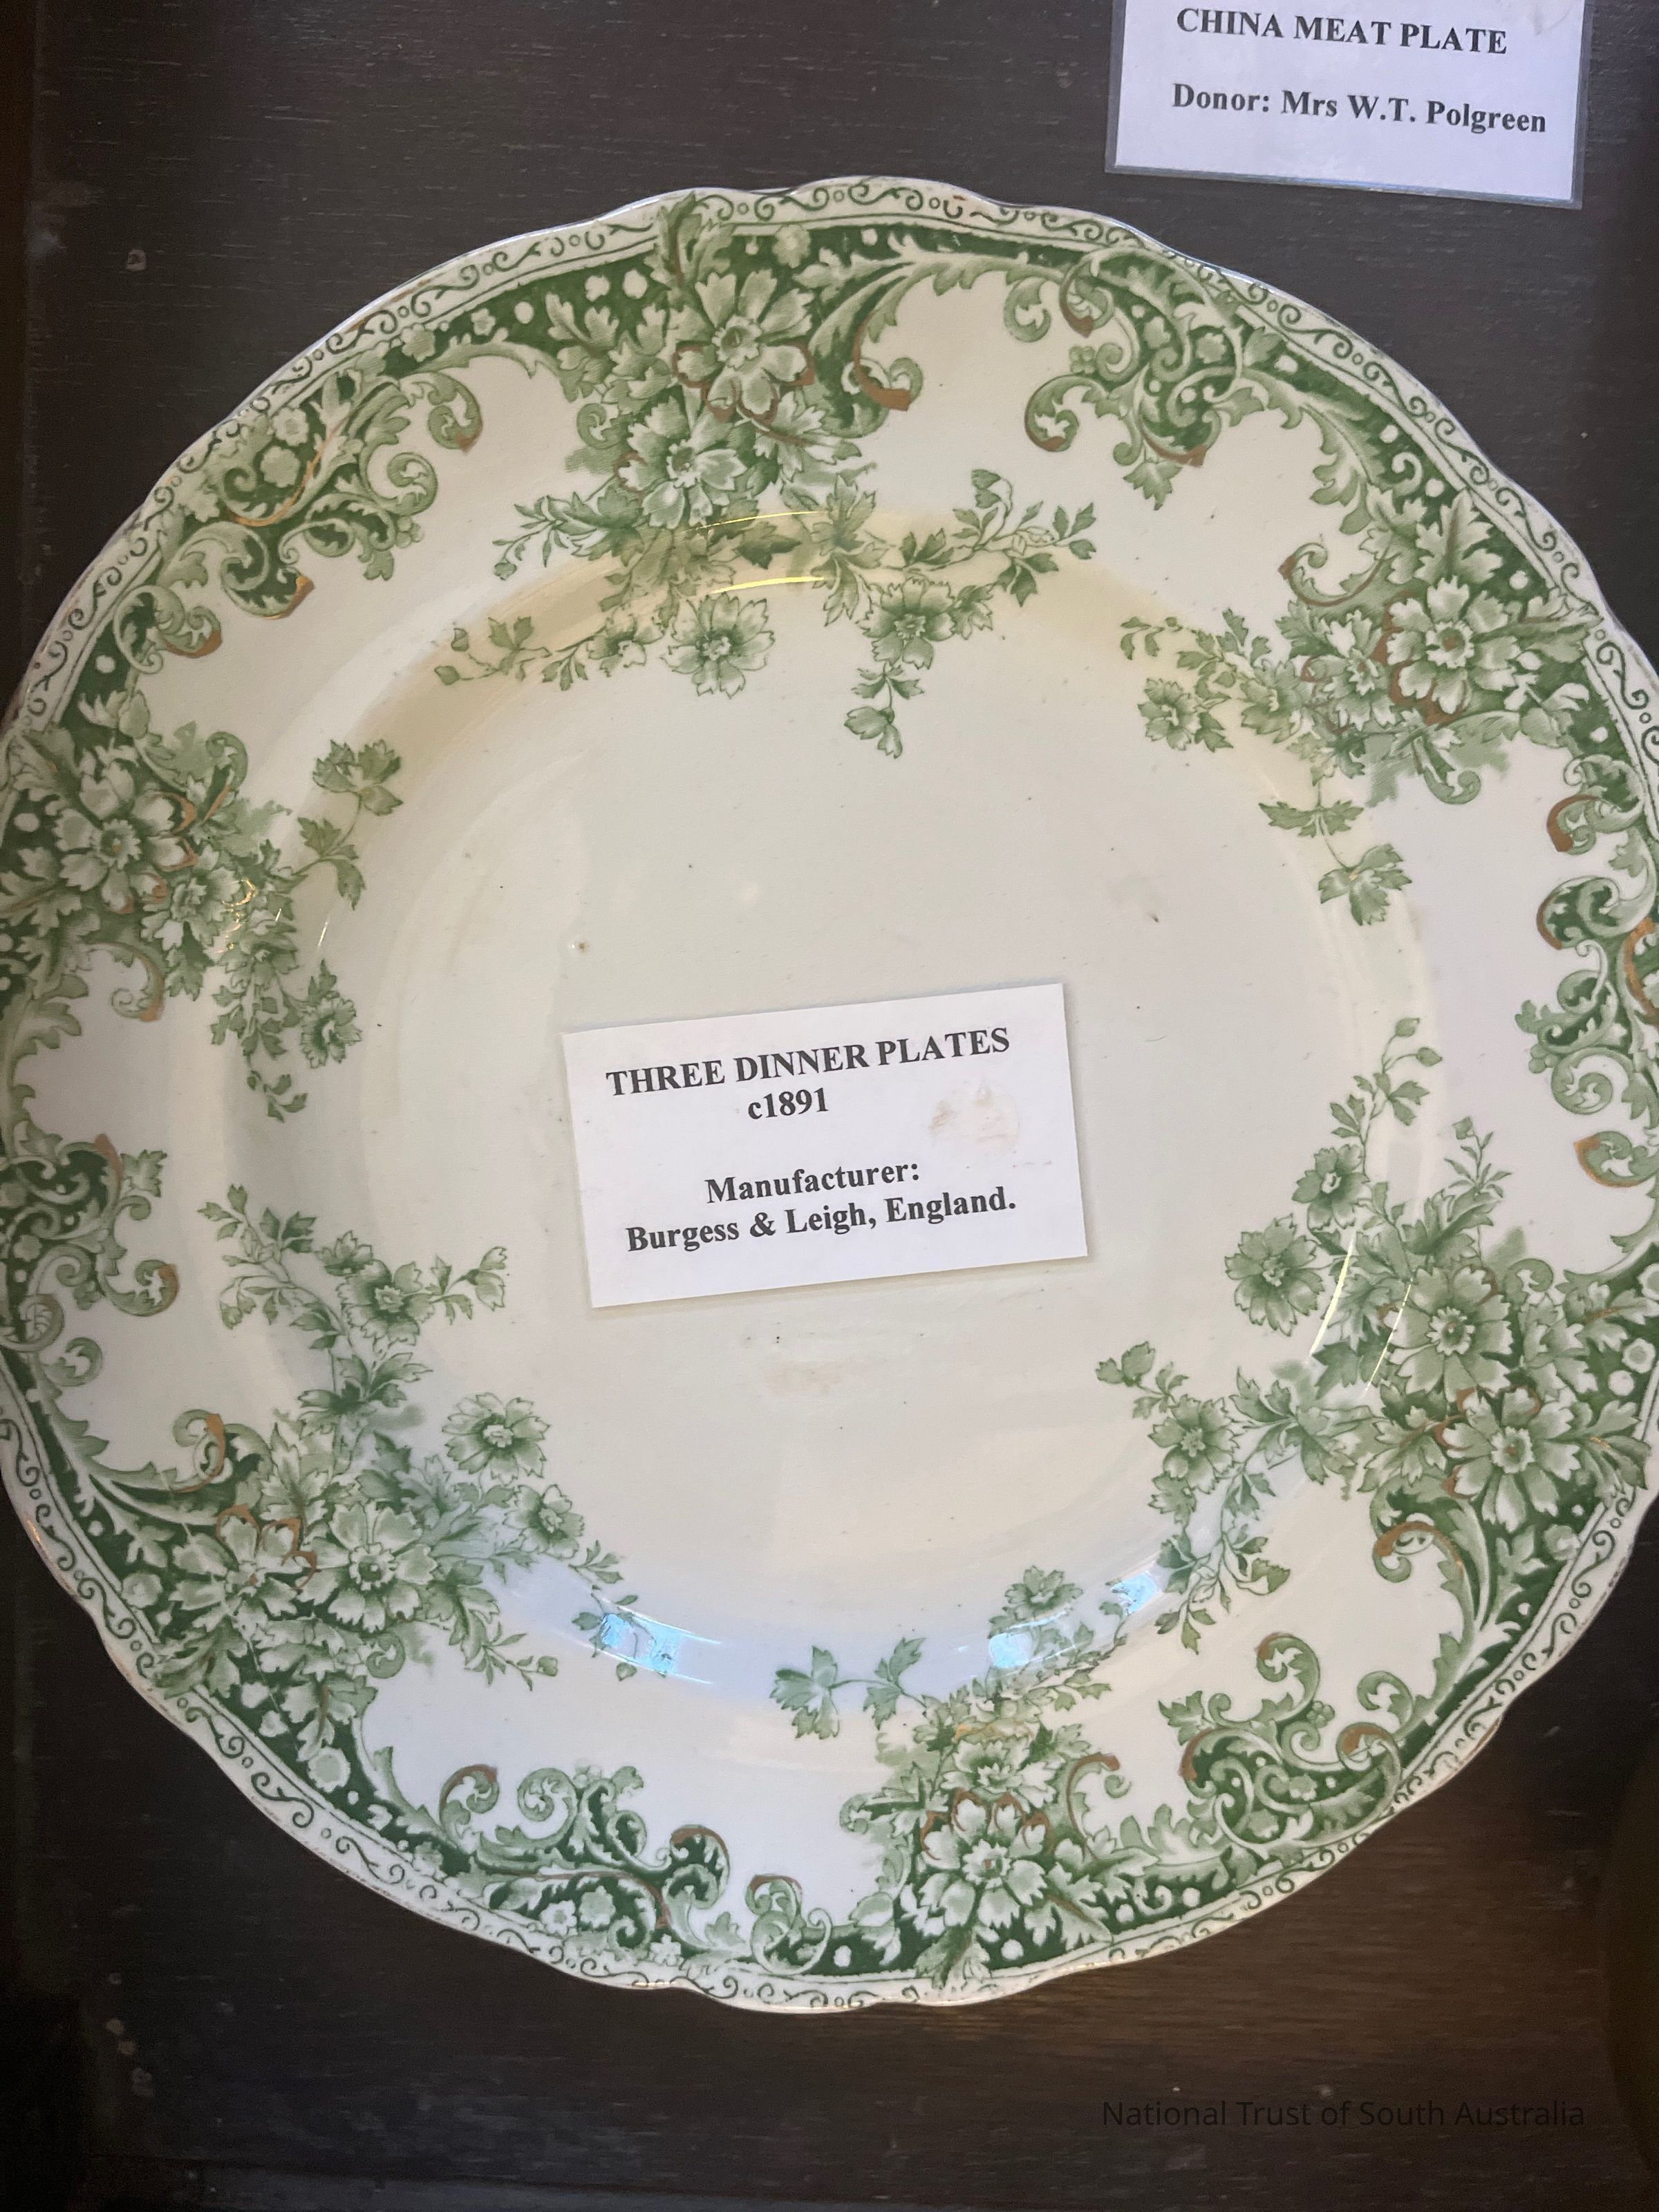 CHINA MEAT PLATE
Donor: Mrs W.T. Polgreen
THREE DINNER PLATES
c1891
Manufacturer:
Burgess & Leigh, England.
National Trust of South Australia